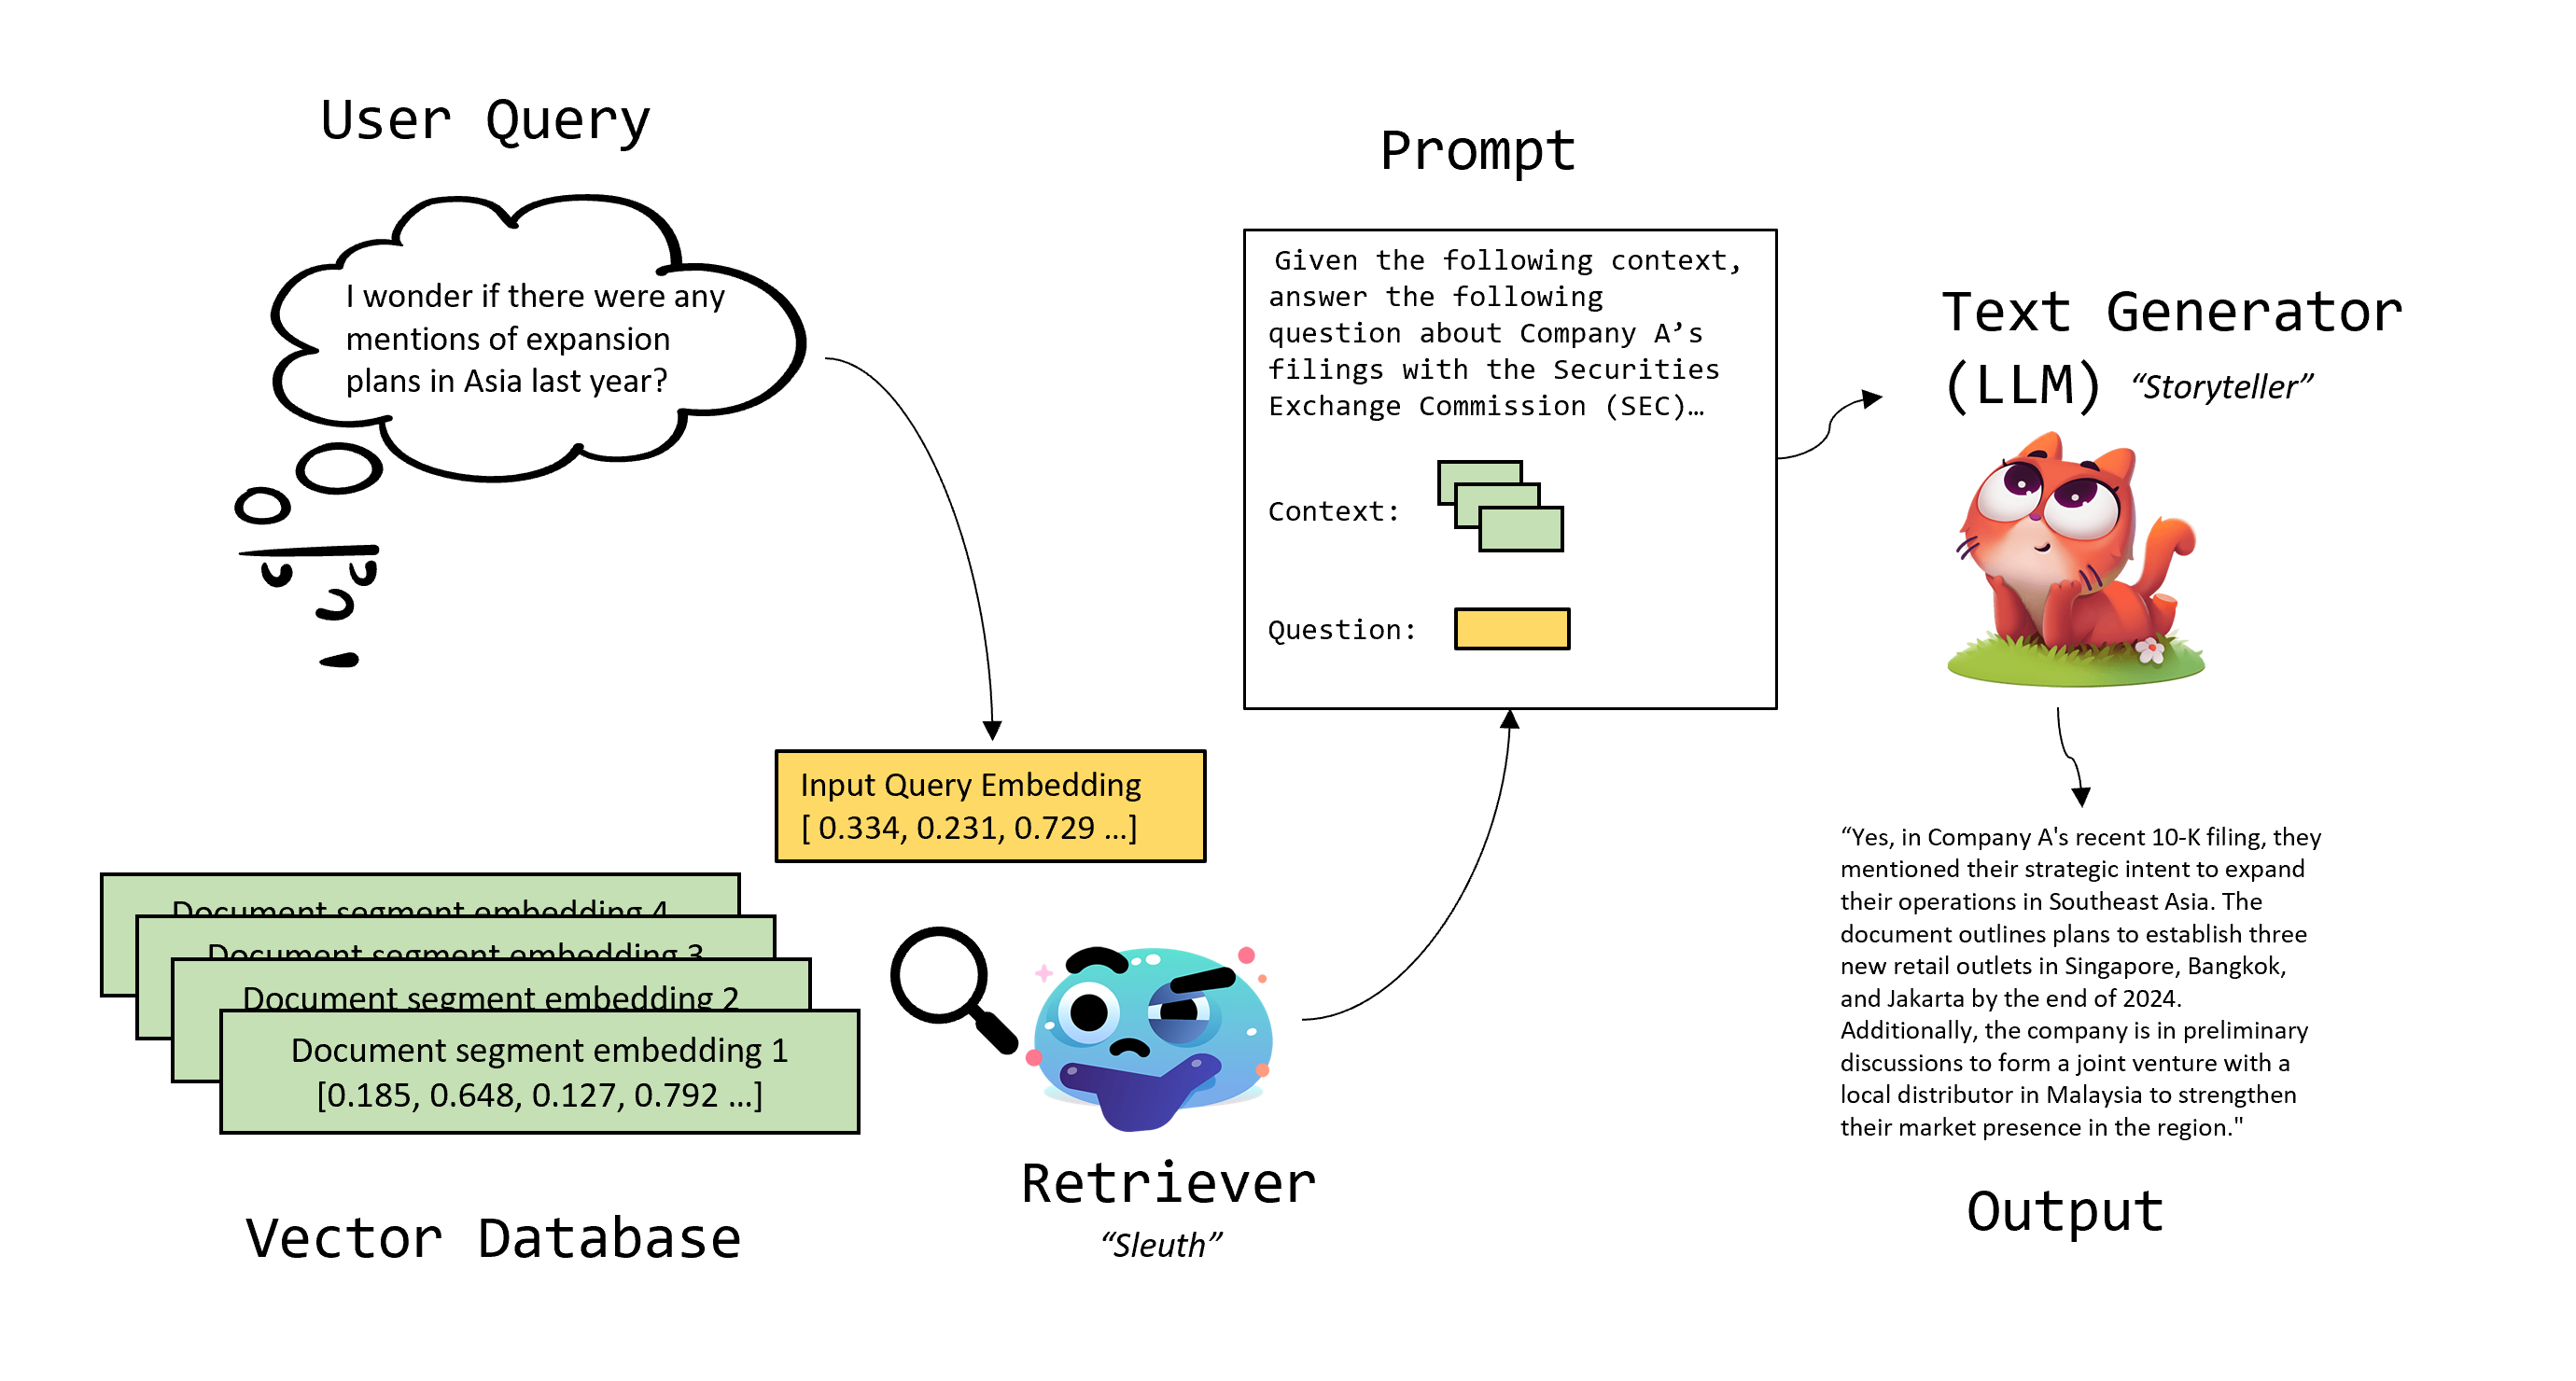 User Query
I wonder if there were any
mentions of expansion
plans in Asia last year?
Input Query Embedding
[ 0.334, 0.231, 0.729 …]
Document segment embedding 4
Document segment embedding 3
Document segment embedding 2
Document segment embedding 1
[0.185, 0.648, 0.127, 0.792 …]
Vector Database
Retriever
“Sleuth”
Prompt
Given the following context,
answer the following
question about Company A’s
filings with the Securities
Exchange Commission (SEC)…
Context:
Question:
Text Generator
(LLM) “Storyteller”
“Yes, in Company A's recent 10-K filing, they
mentioned their strategic intent to expand
their operations in Southeast Asia. The
document outlines plans to establish three
new retail outlets in Singapore, Bangkok,
and Jakarta by the end of 2024.
Additionally, the company is in preliminary
discussions to form a joint venture with a
local distributor in Malaysia to strengthen
their market presence in the region."
Output